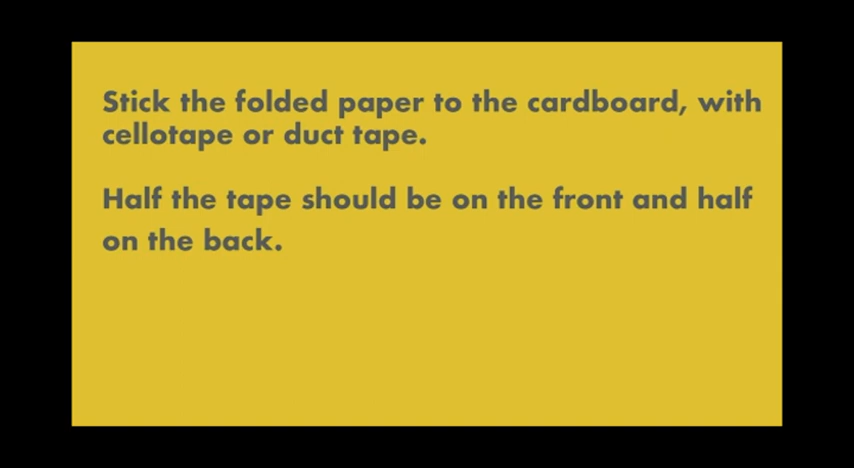 Stick the folded paper to the cardboard, with
cellotape or duct tape.
Half the tape should be on the front and half
on the back.